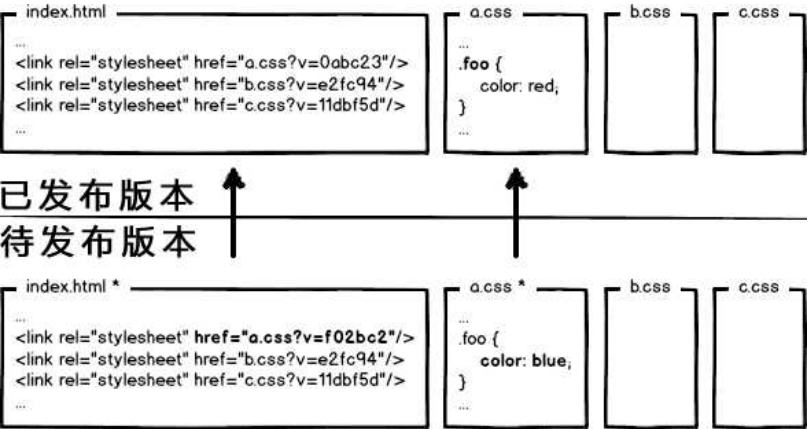 index.html
...
<link rel="stylesheet" href="a.css?v=0abc23"/>
<link rel="stylesheet" href="b.css?v=e2fc94"/>
<link rel="stylesheet" href="c.css?v=11dbf5d"/>
...
a.css
...
.foo {
color: red;
}
...
b.css
c.css
已发布版本
待发布版本
index.html *
...
<link rel="stylesheet" href="a.css?v=f02bc2"/>
<link rel="stylesheet" href="b.css?v=e2fc94"/>
<link rel="stylesheet" href="c.css?v=11dbf5d"/>
...
a.css *
...
.foo {
color: blue;
}
...
b.css
c.css